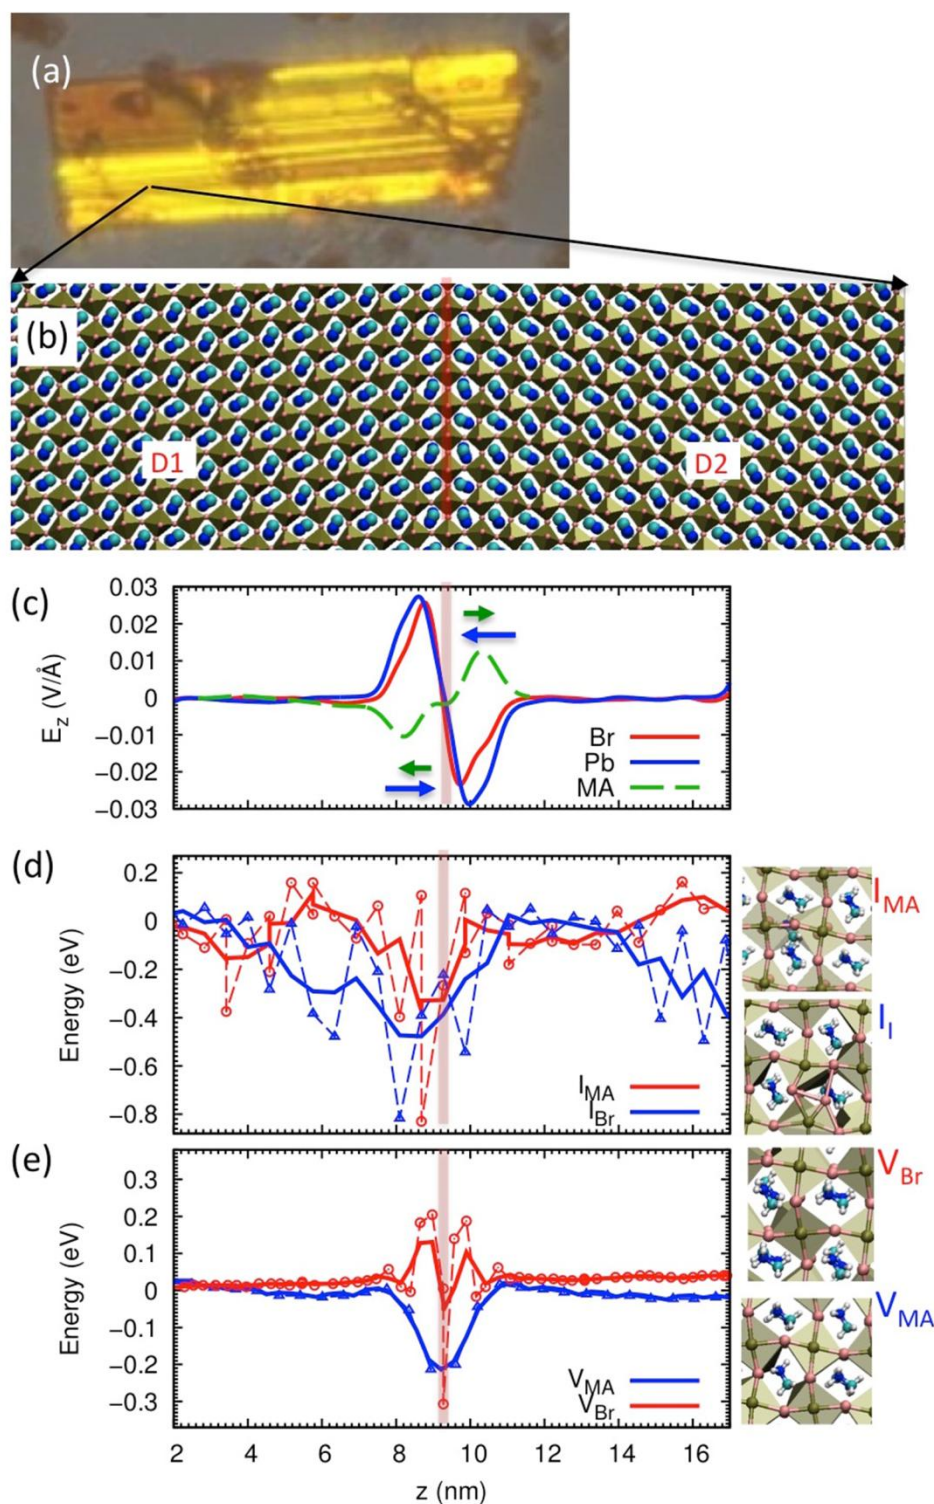 (a)
(b)
D1
D2
(c)
0.03
0.02
0.01
0
−0.01
−0.02
−0.03
E_z (V/Å)
Br
Pb
MA
(d)
0.2
0
−0.2
−0.4
−0.6
−0.8
Energy (eV)
I_MA
I_Br
I_MA
I_I
(e)
0.3
0.2
0.1
0
−0.1
−0.2
−0.3
Energy (eV)
V_MA
V_Br
V_Br
V_MA
2 4 6 8 10 12 14 16
z (nm)